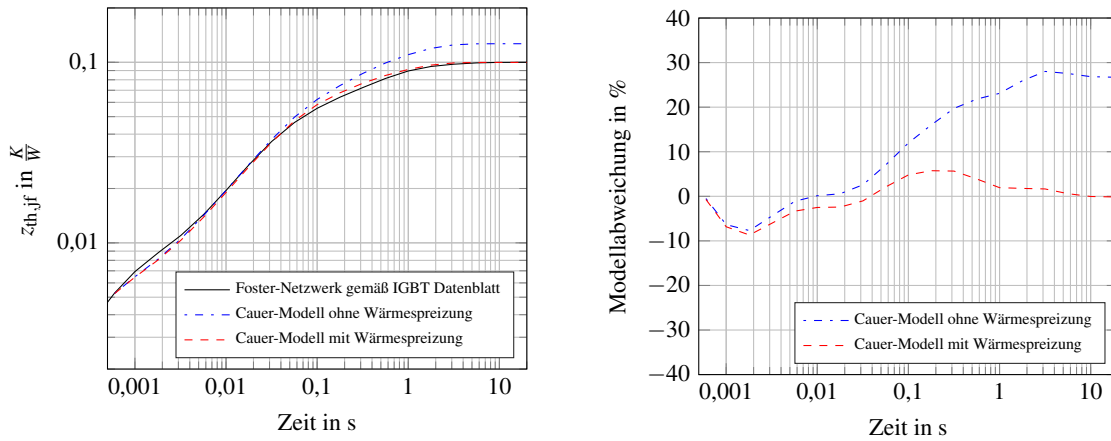 0,1
0,01
z_th,jf in K/W
Foster-Netzwerk gemäß IGBT Datenblatt
Cauer-Modell ohne Wärmespreizung
Cauer-Modell mit Wärmespreizung
0,001 0,01 0,1 1 10
Zeit in s
40
30
20
10
0
−10
−20
−30
−40
Modellabweichung in %
Cauer-Modell ohne Wärmespreizung
Cauer-Modell mit Wärmespreizung
0,001 0,01 0,1 1 10
Zeit in s